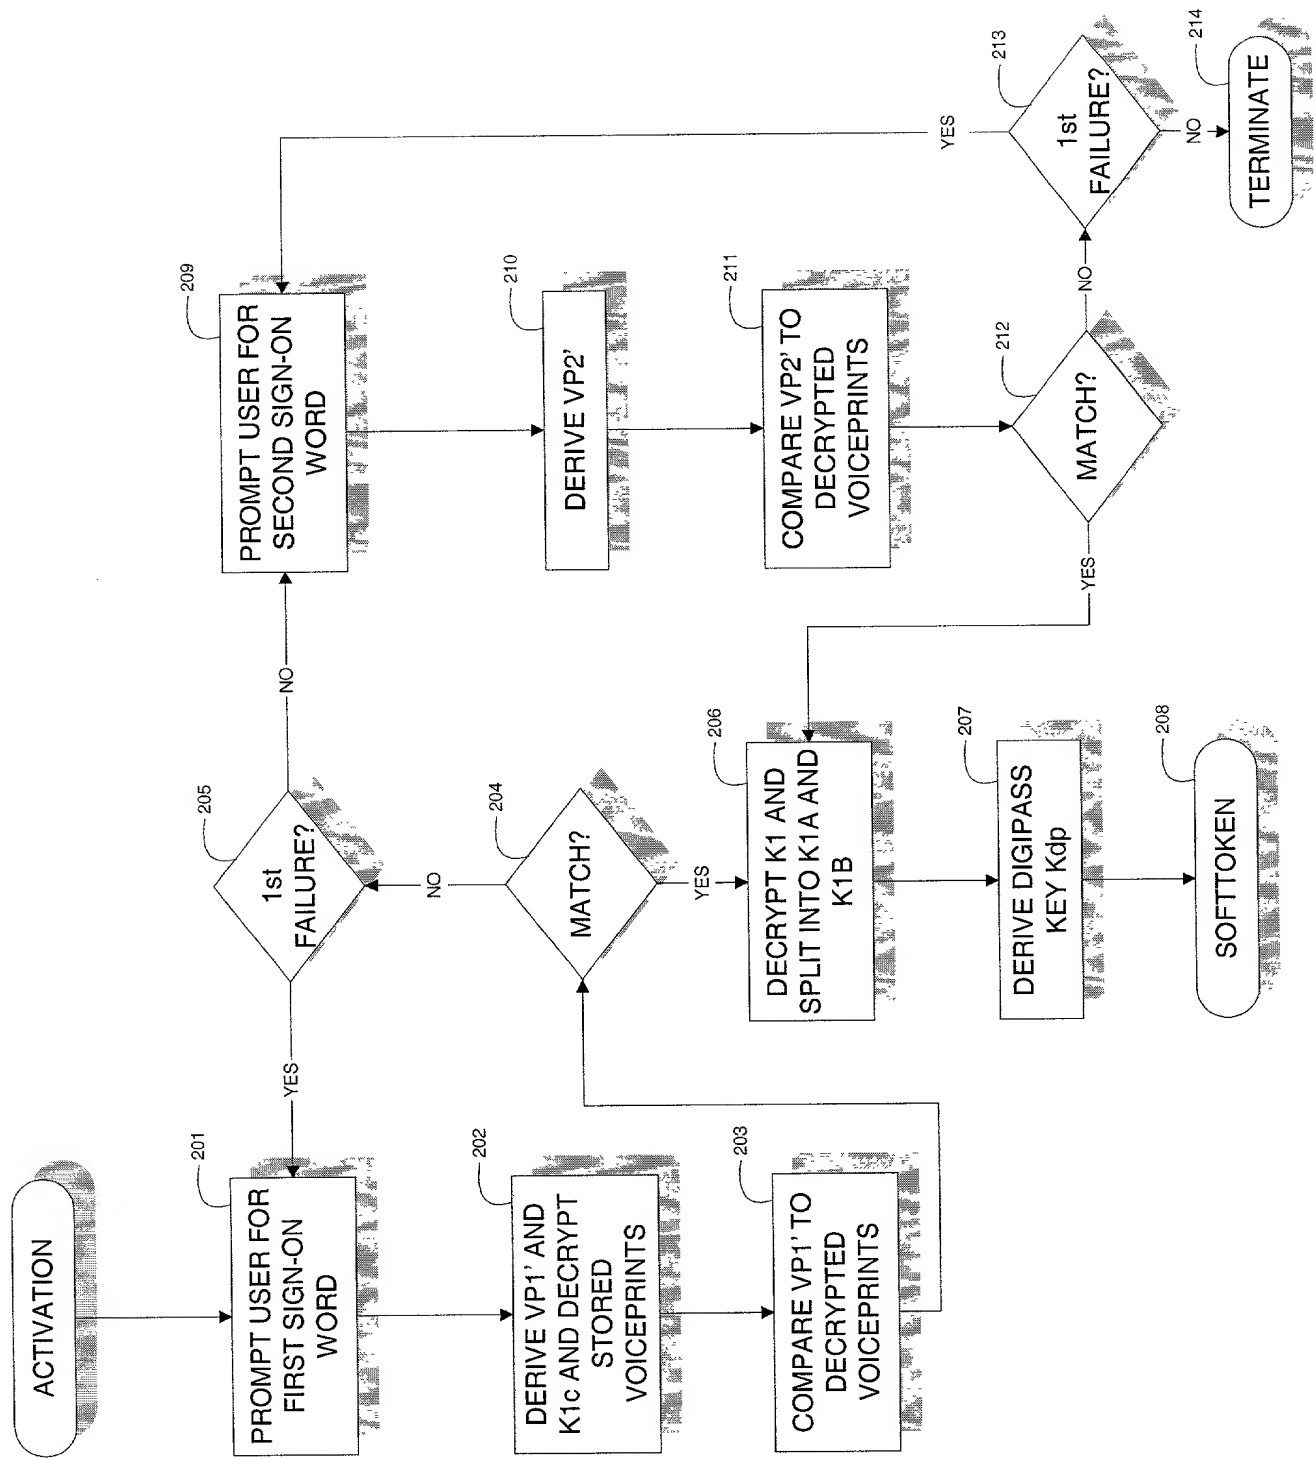 ACTIVATION
201
PROMPT USER FOR
FIRST SIGN-ON
WORD
202
DERIVE VP1' AND
K1c AND DECRYPT
STORED
VOICEPRINTS
203
COMPARE VP1' TO
DECRYPTED
VOICEPRINTS
204
MATCH?
NO
YES
205
1st
FAILURE?
YES
NO
206
DECRYPT K1 AND
SPLIT INTO K1A AND
K1B
207
DERIVE DIGIPASS
KEY Kdp
208
SOFTTOKEN
209
PROMPT USER FOR
SECOND SIGN-ON
WORD
210
DERIVE VP2'
211
COMPARE VP2' TO
DECRYPTED
VOICEPRINTS
212
MATCH?
YES
NO
213
1st
FAILURE?
YES
NO
214
TERMINATE